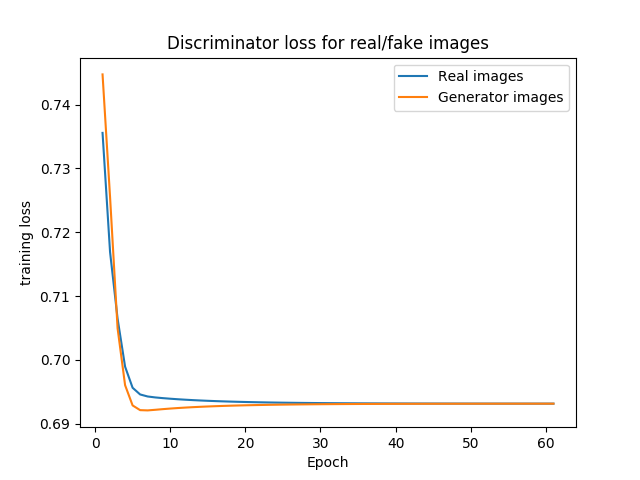 Discriminator loss for real/fake images
Real images
Generator images
0.74
0.73
0.72
0.71
0.70
0.69
training loss
0 10 20 30 40 50 60
Epoch